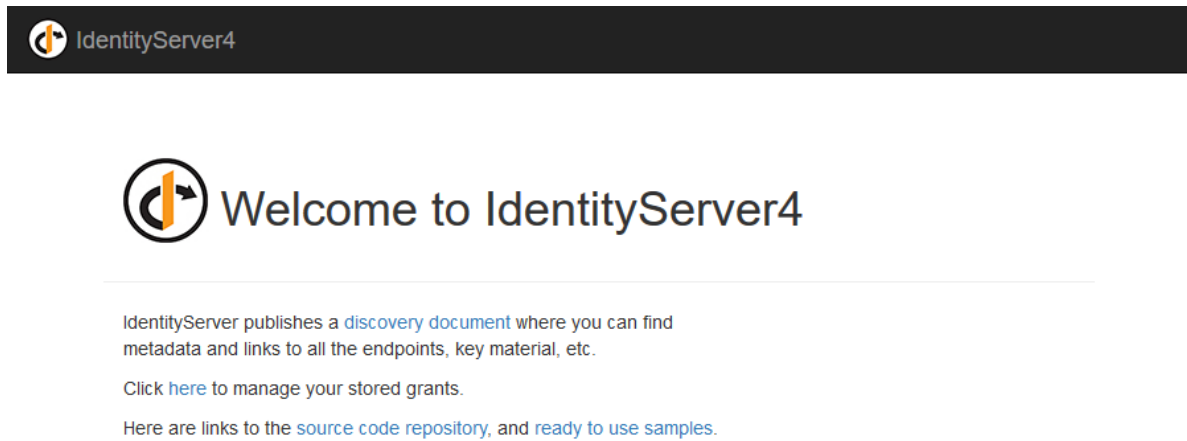 IdentityServer4
Welcome to IdentityServer4
IdentityServer publishes a discovery document where you can find
metadata and links to all the endpoints, key material, etc.
Click here to manage your stored grants.
Here are links to the source code repository, and ready to use samples.